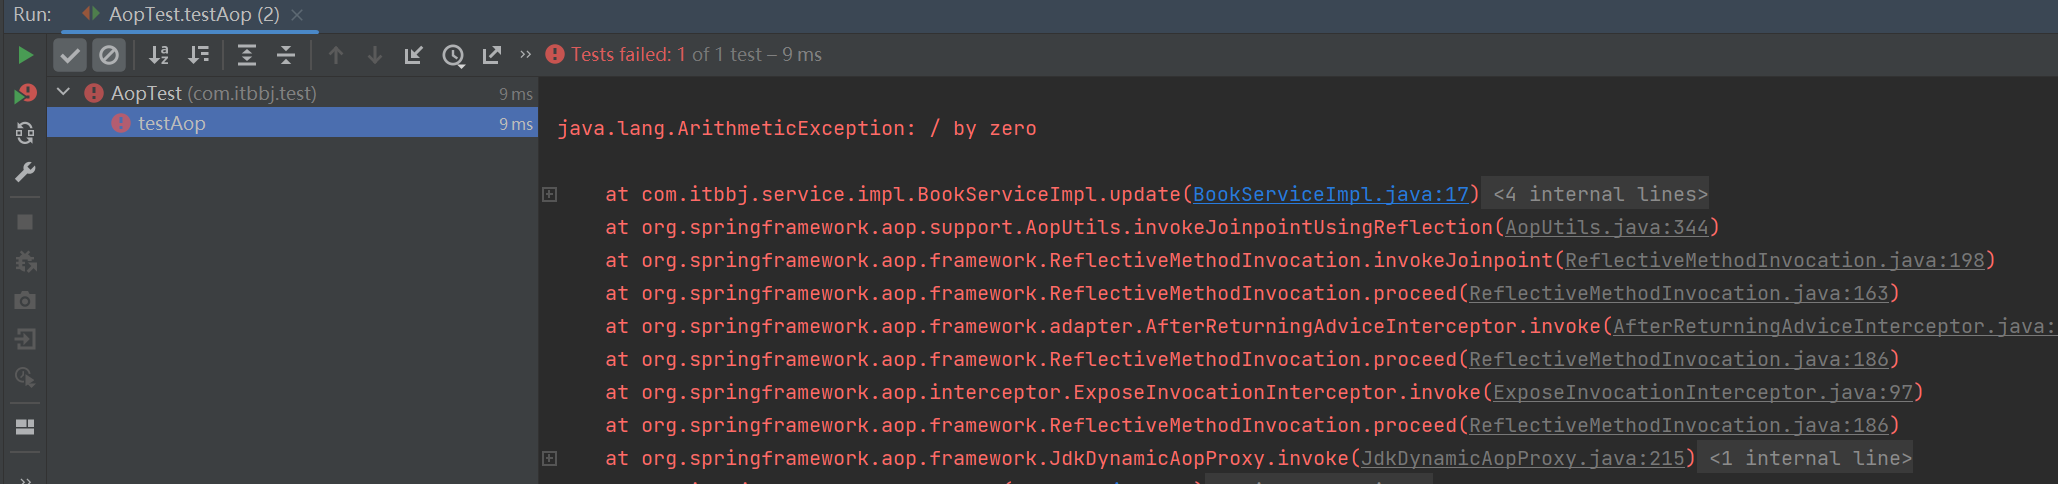 Run: AopTest.testAop (2) ×
» Tests failed: 1 of 1 test – 9 ms
AopTest (com.itbbj.test) 9 ms
testAop 9 ms
java.lang.ArithmeticException: / by zero
at com.itbbj.service.impl.BookServiceImpl.update(BookServiceImpl.java:17) <4 internal lines>
at org.springframework.aop.support.AopUtils.invokeJoinpointUsingReflection(AopUtils.java:344)
at org.springframework.aop.framework.ReflectiveMethodInvocation.invokeJoinpoint(ReflectiveMethodInvocation.java:198)
at org.springframework.aop.framework.ReflectiveMethodInvocation.proceed(ReflectiveMethodInvocation.java:163)
at org.springframework.aop.framework.adapter.AfterReturningAdviceInterceptor.invoke(AfterReturningAdviceInterceptor.java:
at org.springframework.aop.framework.ReflectiveMethodInvocation.proceed(ReflectiveMethodInvocation.java:186)
at org.springframework.aop.interceptor.ExposeInvocationInterceptor.invoke(ExposeInvocationInterceptor.java:97)
at org.springframework.aop.framework.ReflectiveMethodInvocation.proceed(ReflectiveMethodInvocation.java:186)
at org.springframework.aop.framework.JdkDynamicAopProxy.invoke(JdkDynamicAopProxy.java:215) <1 internal line>